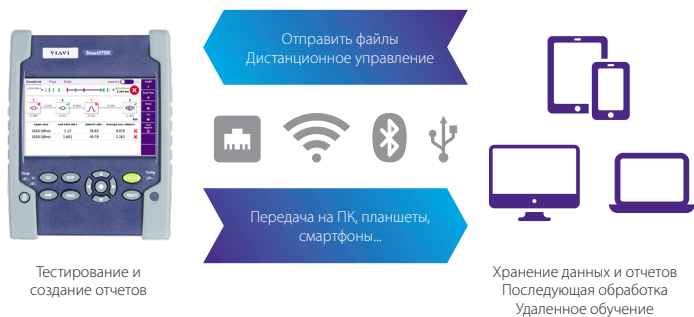 VIAVI
SmartOTDR
Отправить файлы
Дистанционное управление
Передача на ПК, планшеты,
смартфоны...
Тестирование и
создание отчетов
Хранение данных и отчетов
Последующая обработка
Удаленное обучение